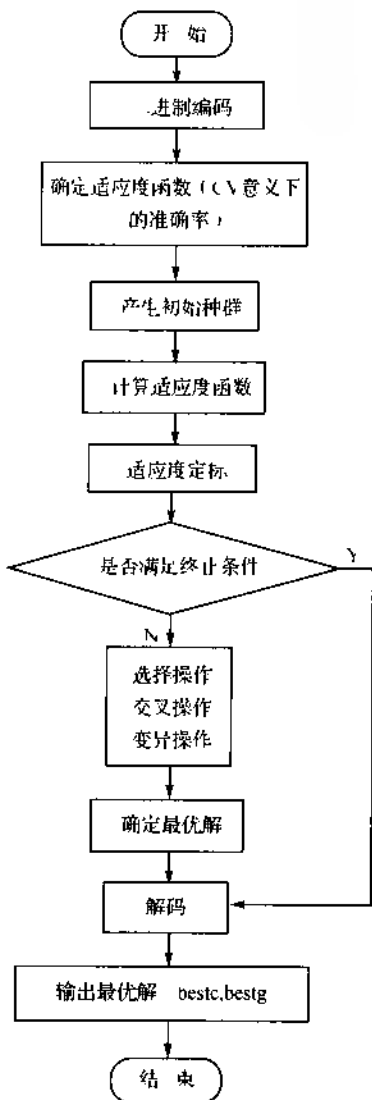 开 始
进制编码
确定适应度函数（CV意义下
的准确率）
产生初始种群
计算适应度函数
适应度定标
是否满足终止条件
Y
N
选择操作
交叉操作
变异操作
确定最优解
解码
输出最优解 bestc,bestg
结 束